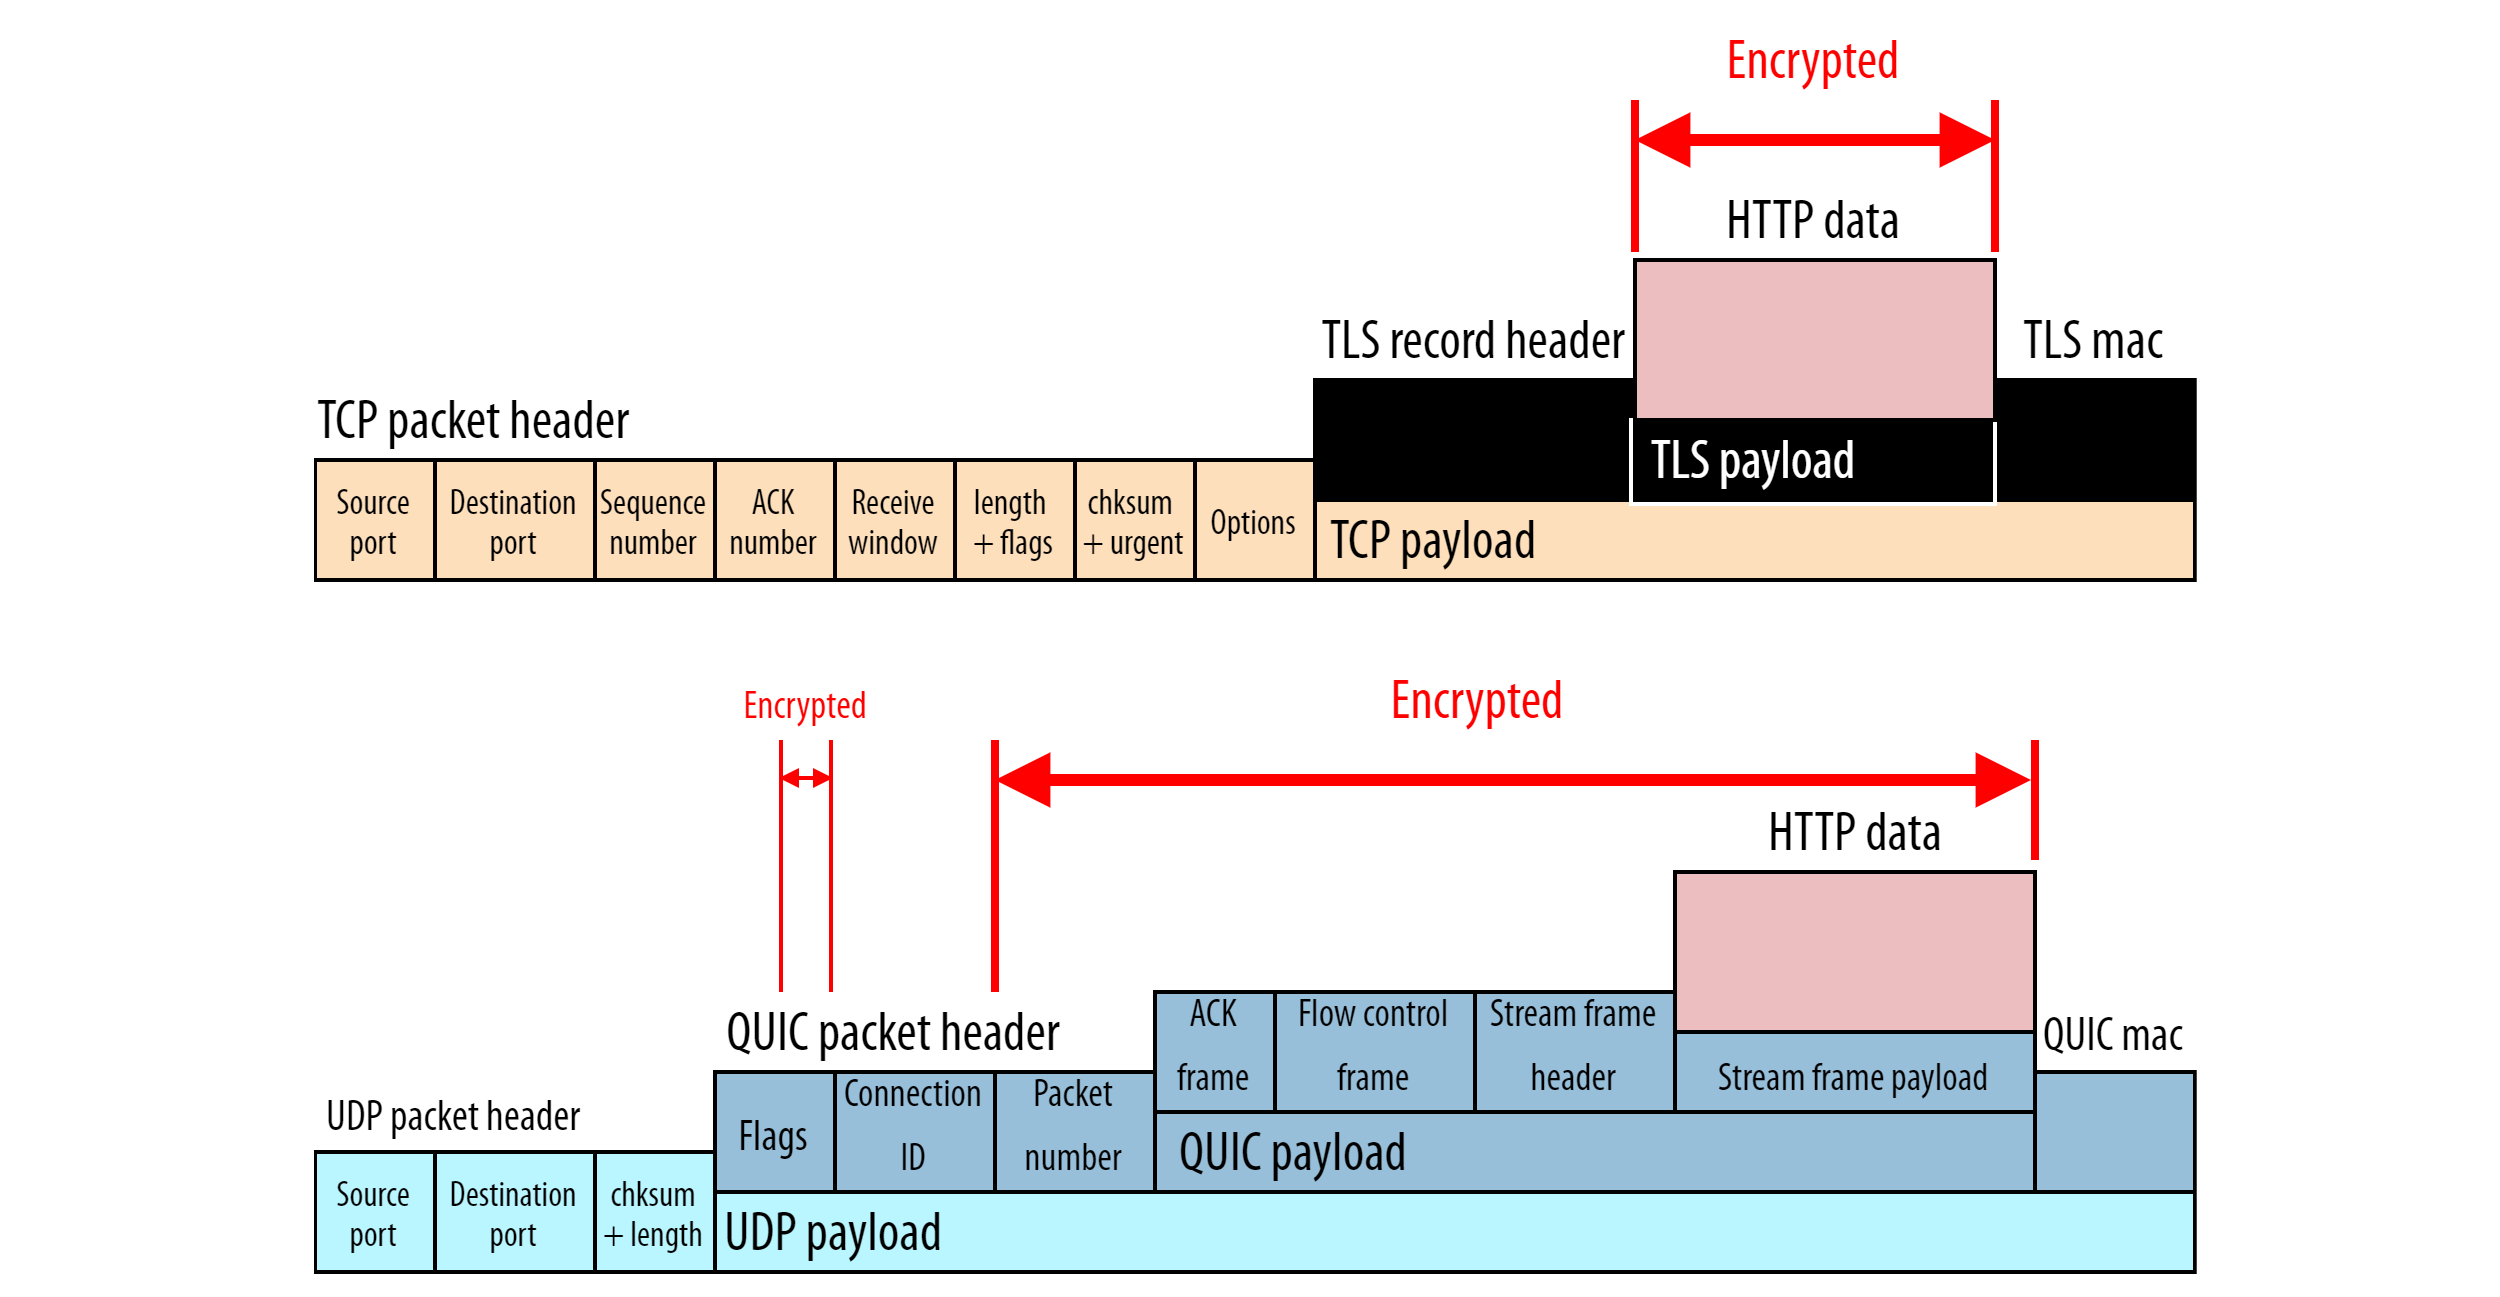 Encrypted
HTTP data
TLS record header
TLS mac
TCP packet header
TLS payload
Source
port
Destination
port
Sequence
number
ACK
number
Receive
window
length
+ flags
chksum
+ urgent
Options
TCP payload
Encrypted
Encrypted
HTTP data
QUIC packet header
QUIC mac
ACK
frame
Flow control
frame
Stream frame
header
Stream frame payload
UDP packet header
Flags
Connection
ID
Packet
number
QUIC payload
Source
port
Destination
port
chksum
+ length
UDP payload